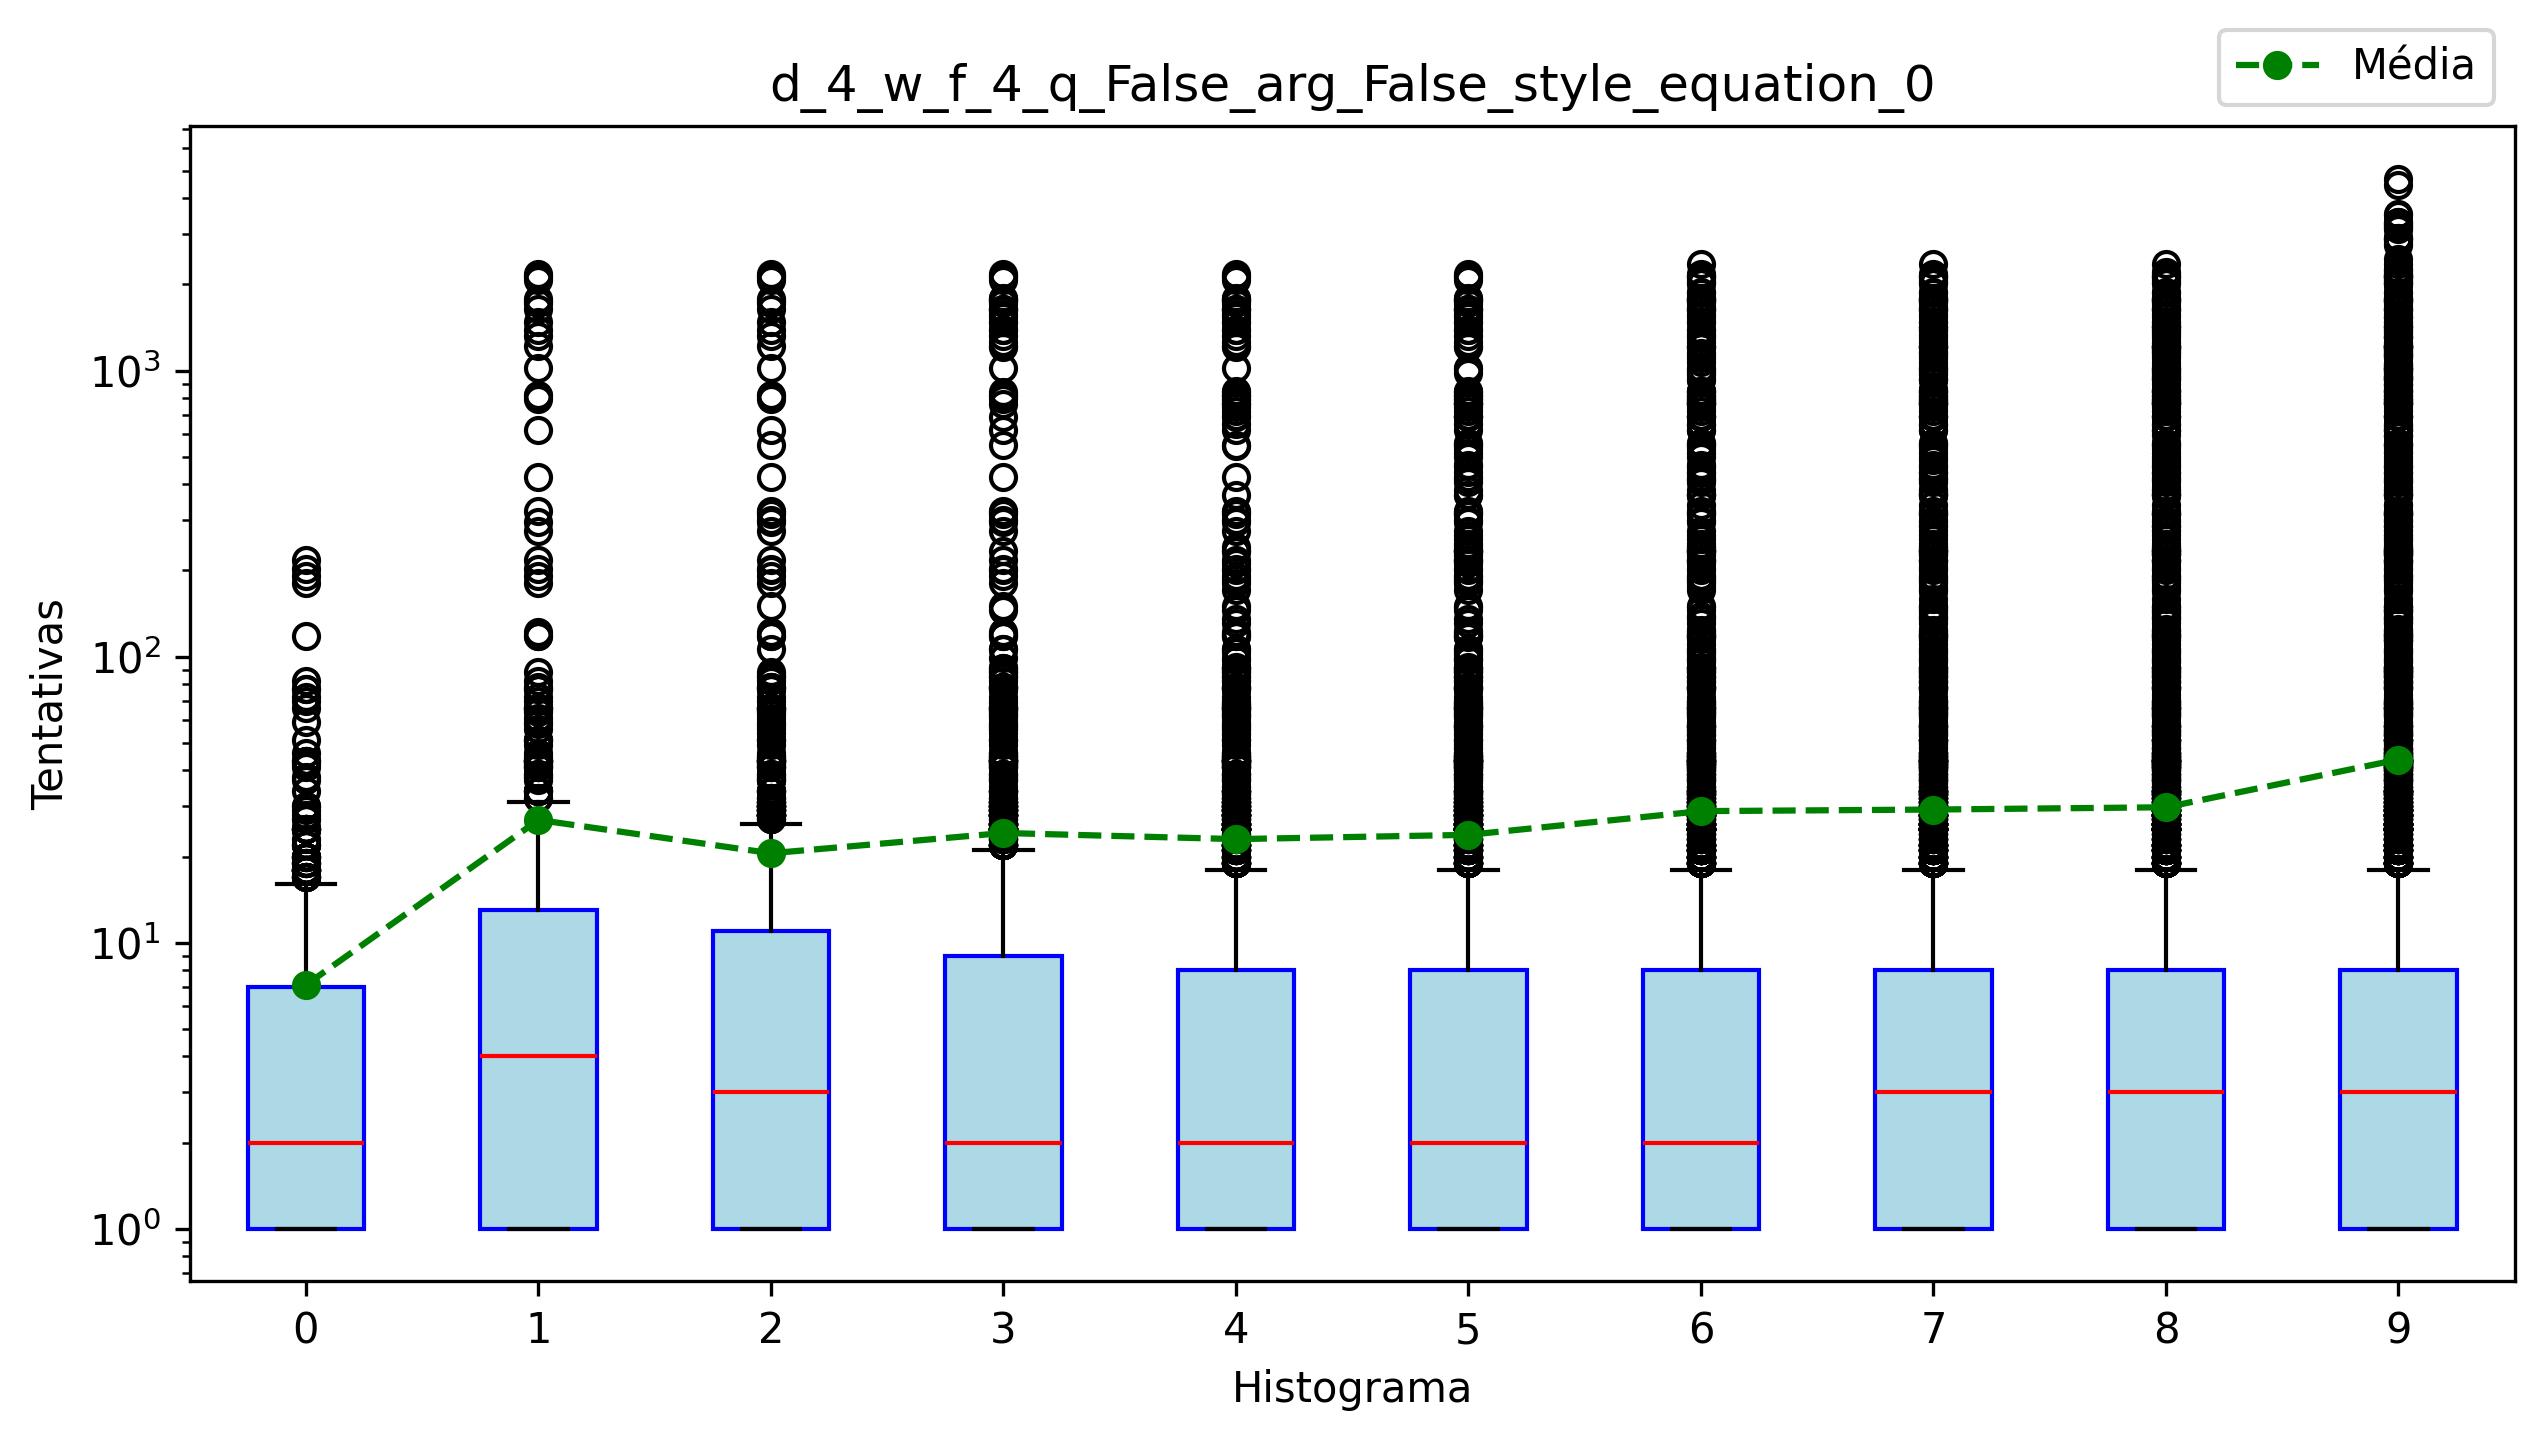 Média
d_4_w_f_4_q_False_arg_False_style_equation_0
Tentativas
10³
10²
10¹
10⁰
0 1 2 3 4 5 6 7 8 9
Histograma